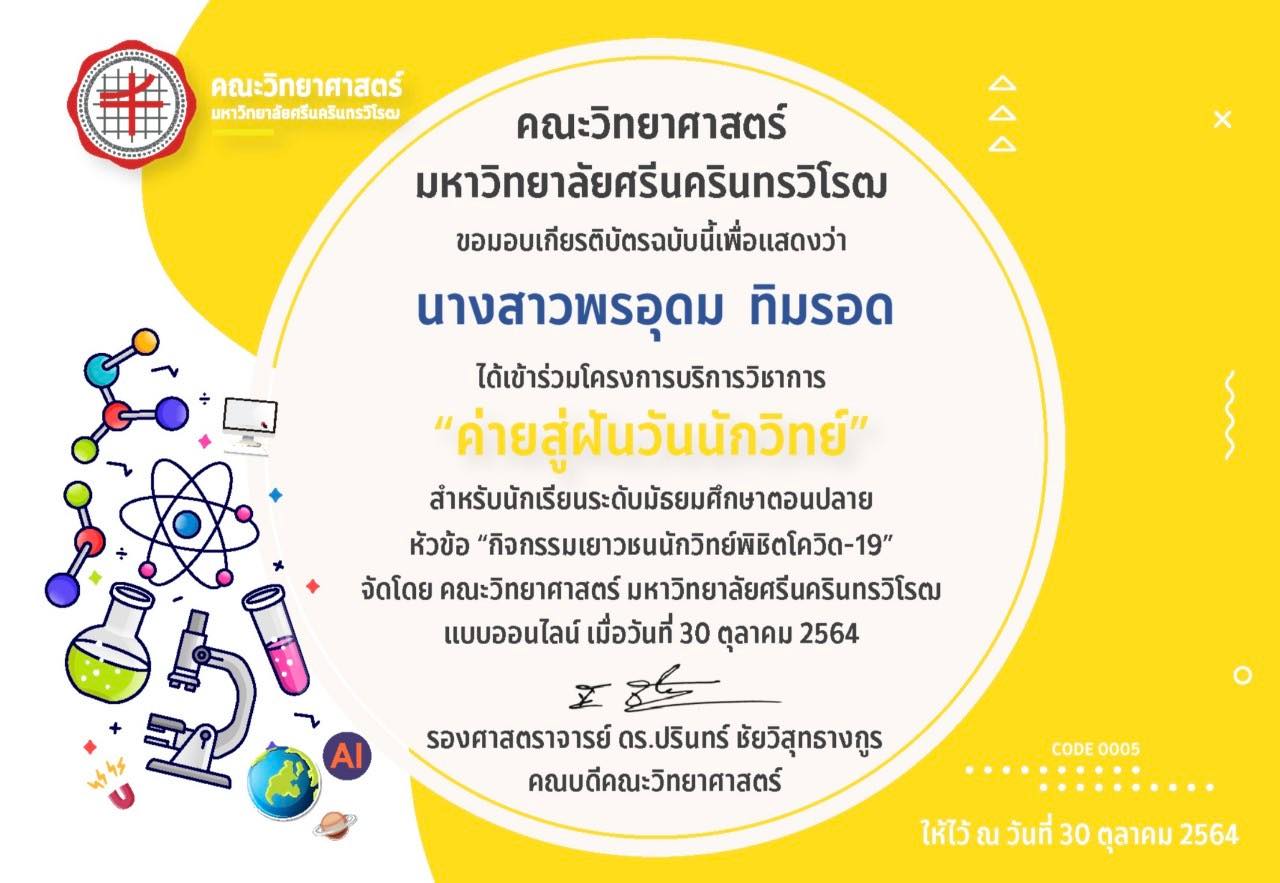 คณะวิทยาศาสตร์
มหาวิทยาลัยศรีนครินทรวิโรฒ
คณะวิทยาศาสตร์
มหาวิทยาลัยศรีนครินทรวิโรฒ
ขอมอบเกียรติบัตรฉบับนี้เพื่อแสดงว่า
นางสาวพรอุดม ทิมรอด
ได้เข้าร่วมโครงการบริการวิชาการ
“ค่ายสู่ฝันวันนักวิทย์”
สำหรับนักเรียนระดับมัธยมศึกษาตอนปลาย
หัวข้อ “กิจกรรมเยาวชนนักวิทย์พิชิตโควิด-19”
จัดโดย คณะวิทยาศาสตร์ มหาวิทยาลัยศรีนครินทรวิโรฒ
แบบออนไลน์ เมื่อวันที่ 30 ตุลาคม 2564
รองศาสตราจารย์ ดร.ปรินทร์ ชัยวิสุทธางกูร
คณบดีคณะวิทยาศาสตร์
AI
CODE 0005
ให้ไว้ ณ วันที่ 30 ตุลาคม 2564